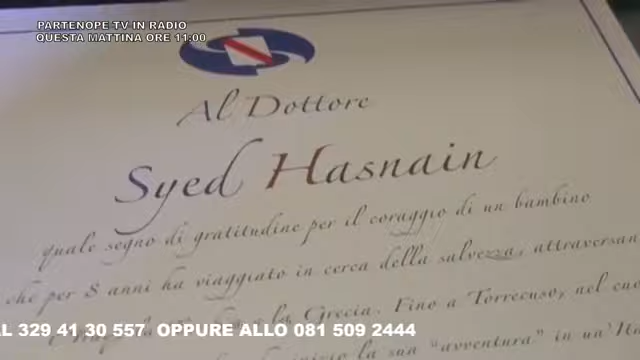 PARTENOPE TV IN RADIO
QUESTA MATTINA ORE 11:00
Al Dottore
Syed Hasnain
quale segno di gratitudine per il coraggio di un bambino
che per 8 anni ha viaggiato in cerca della salvezza, attraversan
la Grecia. Fino a Torrecuso, nel cuo
L 329 41 30 557 OPPURE ALLO 081 509 2444
la sua "avventura" in un'Ita